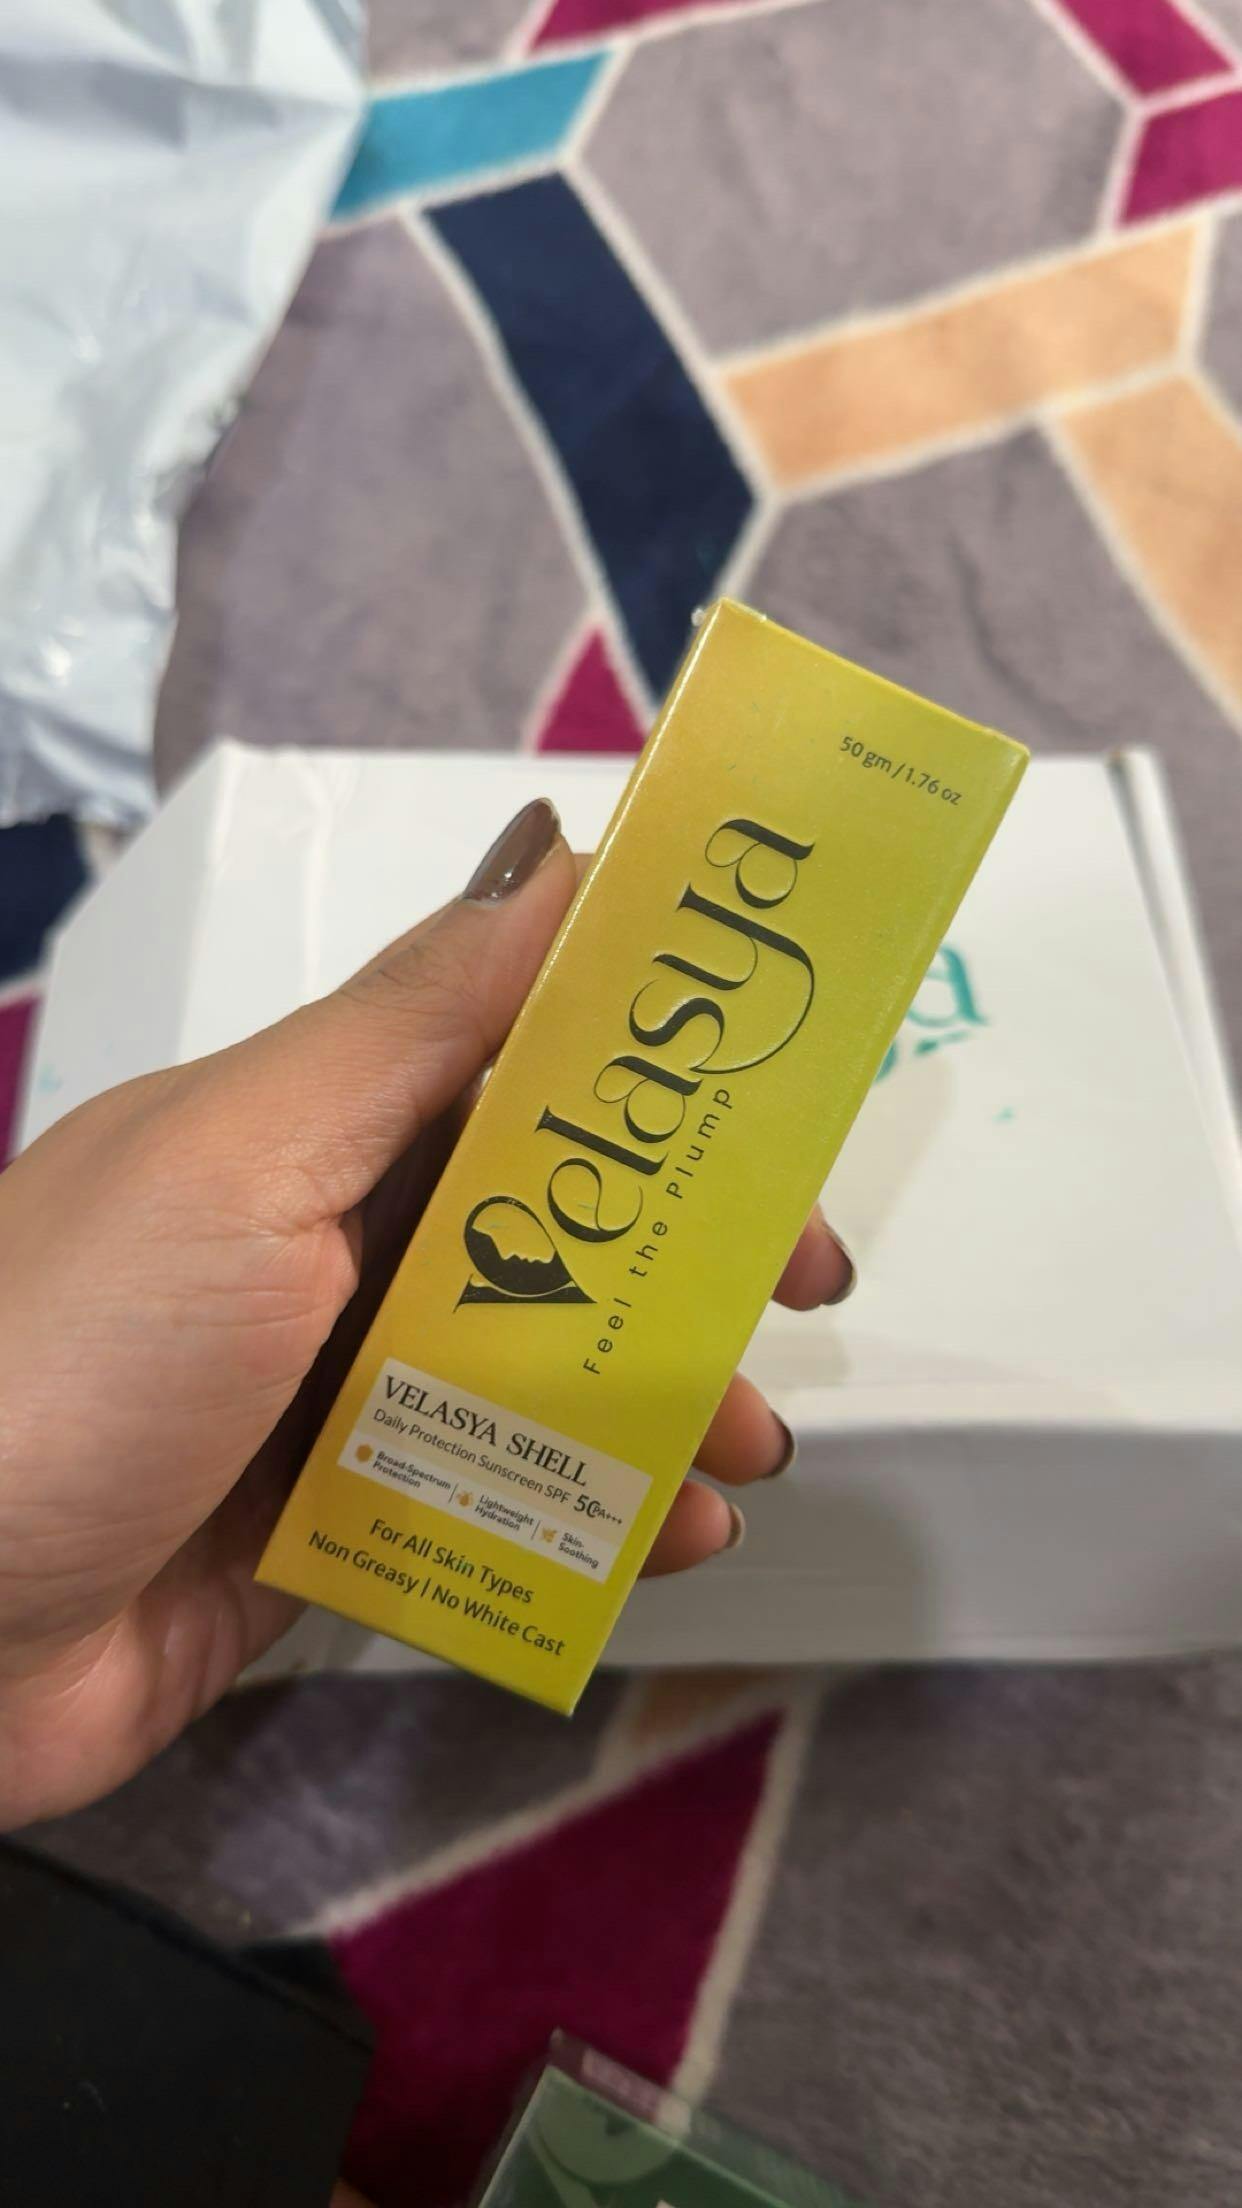 50 gm / 1.76 oz
Velasya
Feel the Plump
VELASYA SHELL
Daily Protection Sunscreen SPF 50 PA+++
Broad-Spectrum
Protection
Lightweight
Hydration
Skin-
Soothing
For All Skin Types
Non Greasy | No White Cast